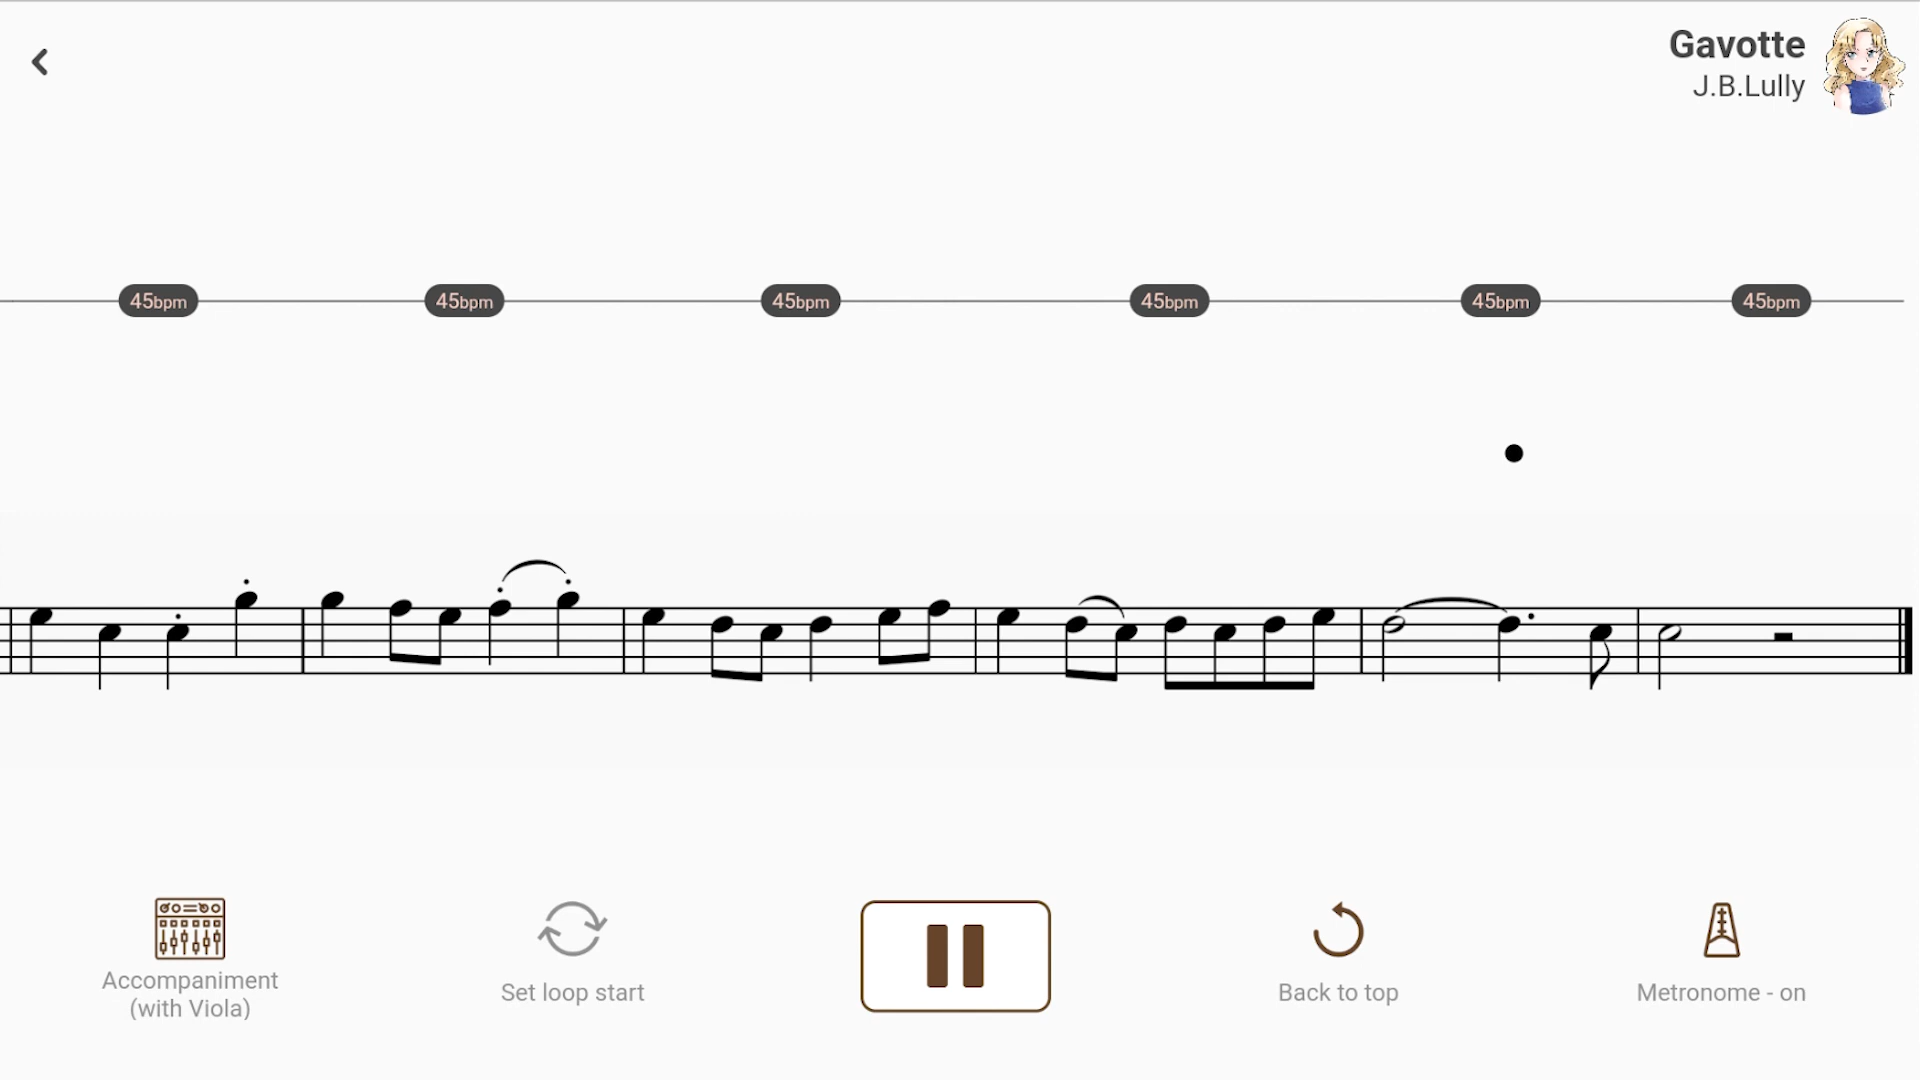 Gavotte
J.B.Lully
45bpm 45bpm 45bpm 45bpm 45bpm 45bpm
Accompaniment
(with Viola)
Set loop start
Back to top
Metronome - on